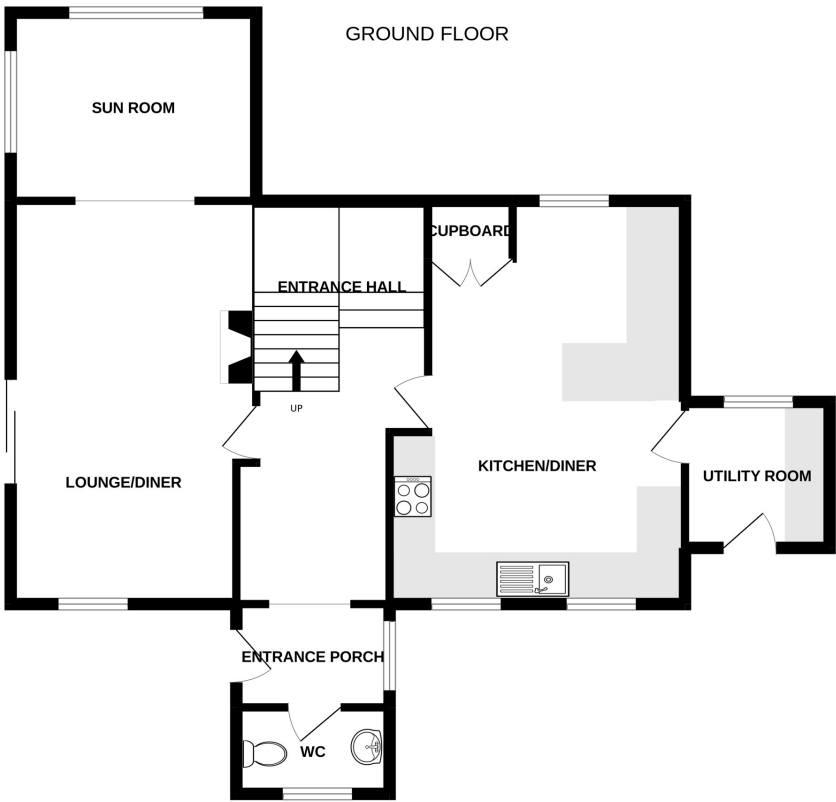 GROUND FLOOR
SUN ROOM
CUPBOARD
ENTRANCE HALL
UP
KITCHEN/DINER
UTILITY ROOM
LOUNGE/DINER
ENTRANCE PORCH
WC